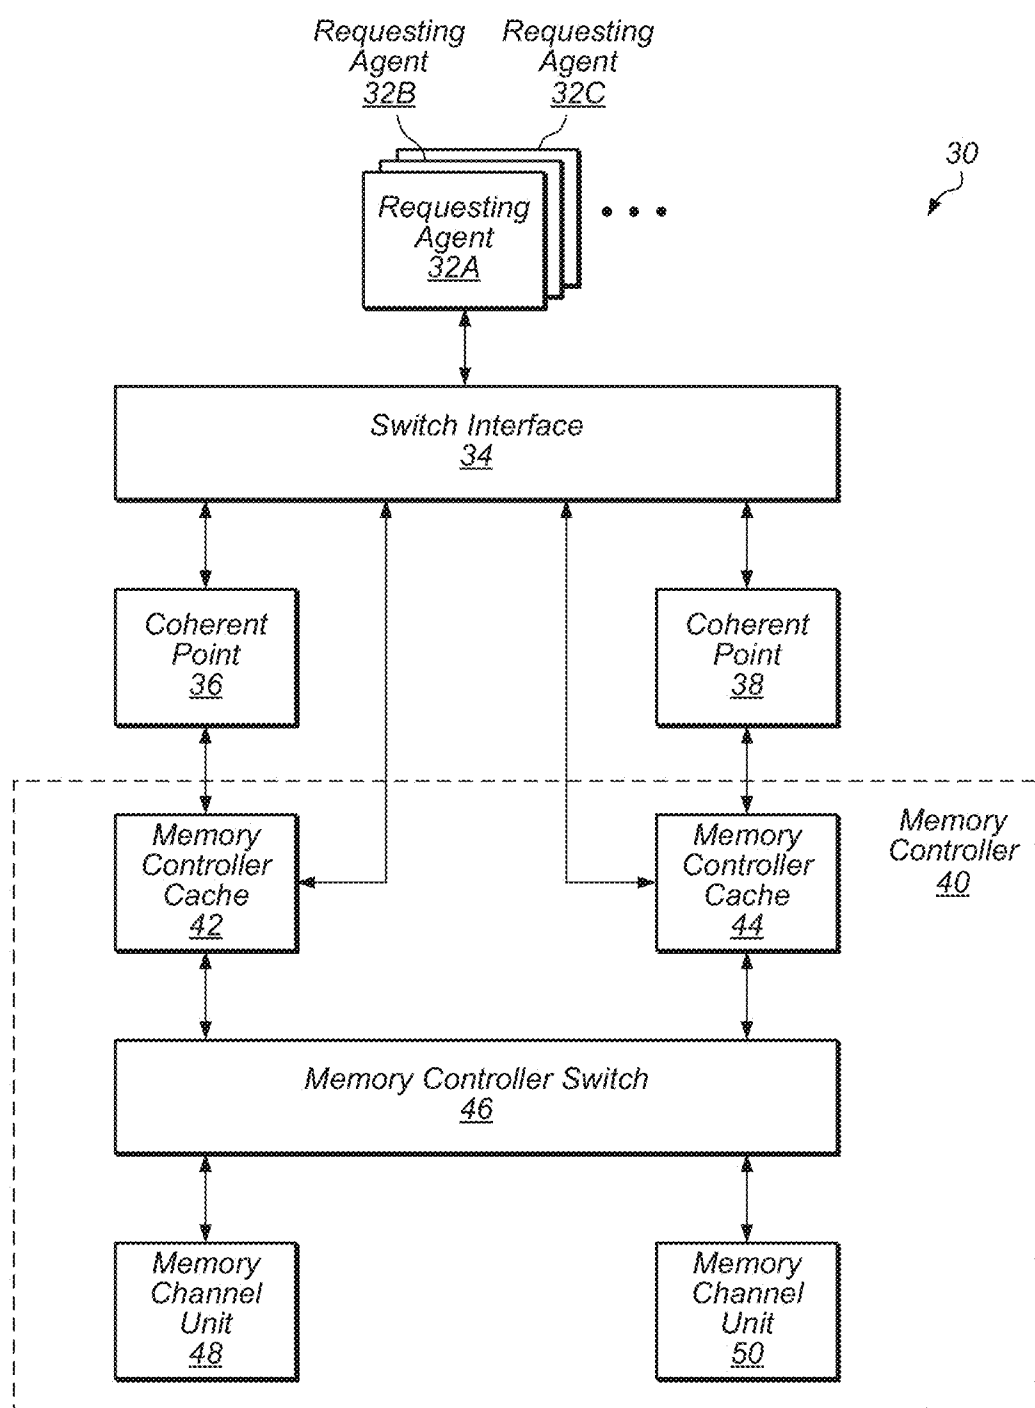 Requesting
Agent
32B
Requesting
Agent
32C
30
Requesting
Agent
32A
Switch Interface
34
Coherent
Point
36
Coherent
Point
38
Memory
Controller
Cache
42
Memory
Controller
Cache
44
Memory
Controller
40
Memory Controller Switch
46
Memory
Channel
Unit
48
Memory
Channel
Unit
50